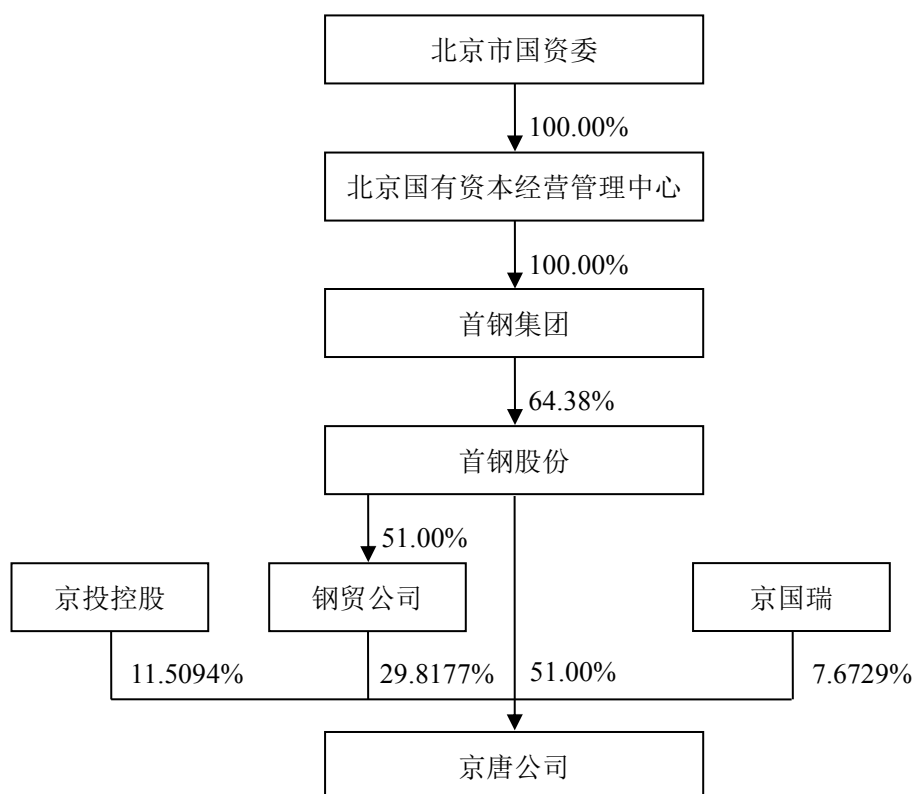 北京市国资委
100.00%
北京国有资本经营管理中心
100.00%
首钢集团
64.38%
首钢股份
51.00%
京投控股
钢贸公司
京国瑞
11.5094%
29.8177%
51.00%
7.6729%
京唐公司